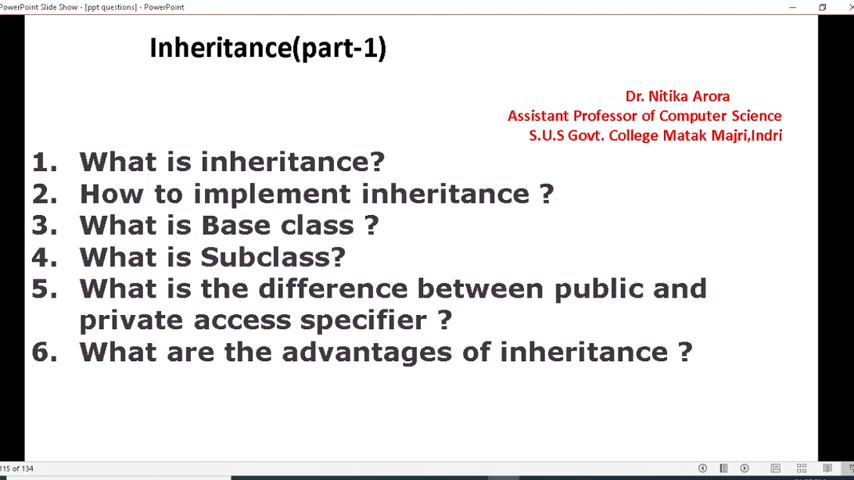 PowerPoint Slide Show - [ppt questions] - PowerPoint
Inheritance(part-1)
Dr. Nitika Arora
Assistant Professor of Computer Science
S.U.S Govt. College Matak Majri,Indri
1. What is inheritance?
2. How to implement inheritance ?
3. What is Base class ?
4. What is Subclass?
5. What is the difference between public and
private access specifier ?
6. What are the advantages of inheritance ?
115 of 134